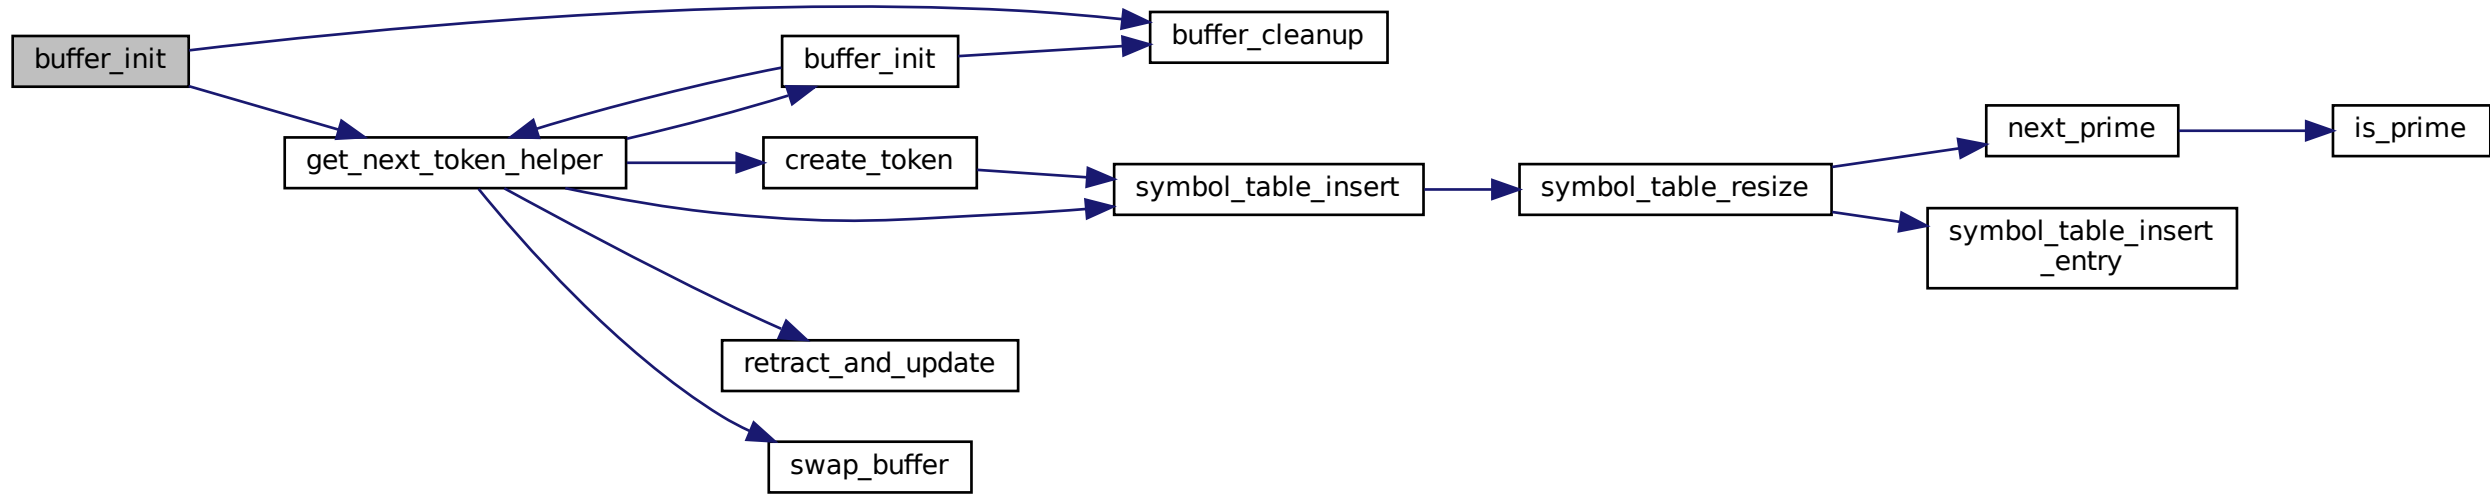 buffer_init
get_next_token_helper
buffer_init
buffer_cleanup
create_token
symbol_table_insert
symbol_table_resize
next_prime
is_prime
symbol_table_insert
_entry
retract_and_update
swap_buffer